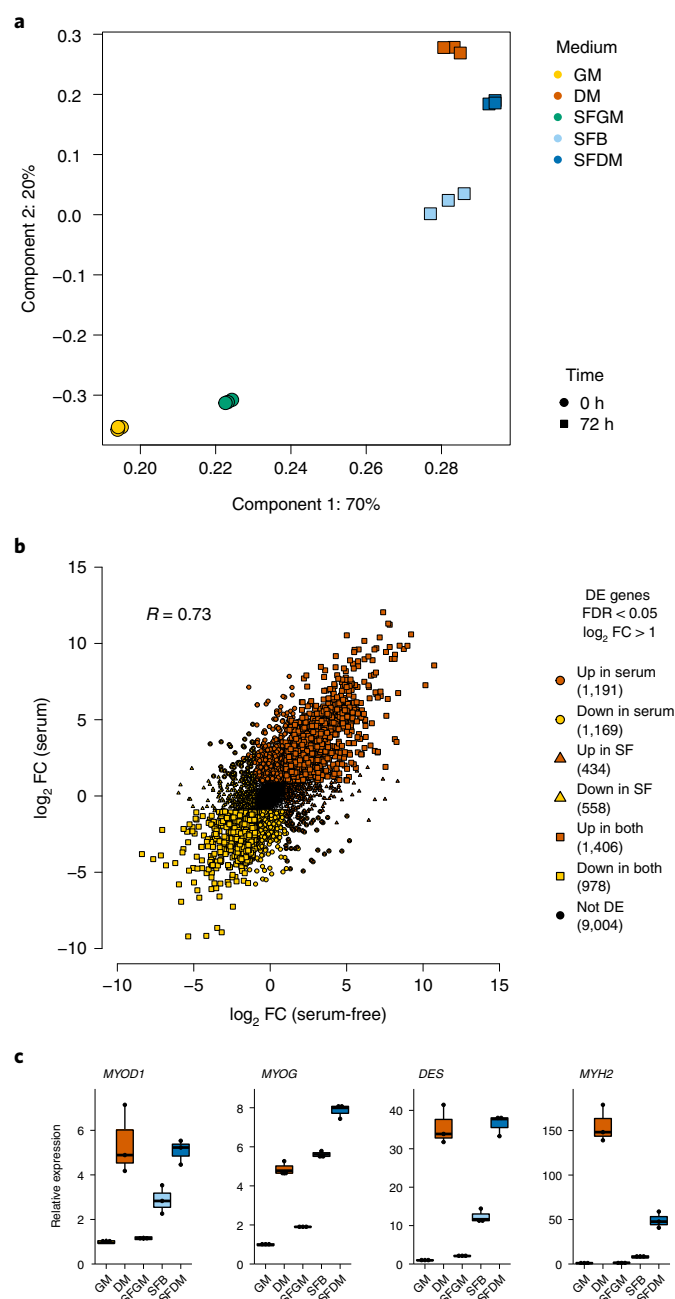 a
0.3
0.2
0.1
0.0
−0.1
−0.2
−0.3
Component 2: 20%
0.20 0.22 0.24 0.26 0.28
Component 1: 70%
Medium
GM
DM
SFGM
SFB
SFDM
Time
0 h
72 h
b
15
10
5
0
−5
−10
log2 FC (serum)
R = 0.73
−10 −5 0 5 10 15
log2 FC (serum-free)
DE genes
FDR < 0.05
log2 FC > 1
Up in serum
(1,191)
Down in serum
(1,169)
Up in SF
(434)
Down in SF
(558)
Up in both
(1,406)
Down in both
(978)
Not DE
(9,004)
c
Relative expression
MYOD1
6
4
2
0
GM DM SFGM SFB SFDM
MYOG
8
6
4
2
0
GM DM SFGM SFB SFDM
DES
40
30
20
10
0
GM DM SFGM SFB SFDM
MYH2
150
100
50
0
GM DM SFGM SFB SFDM